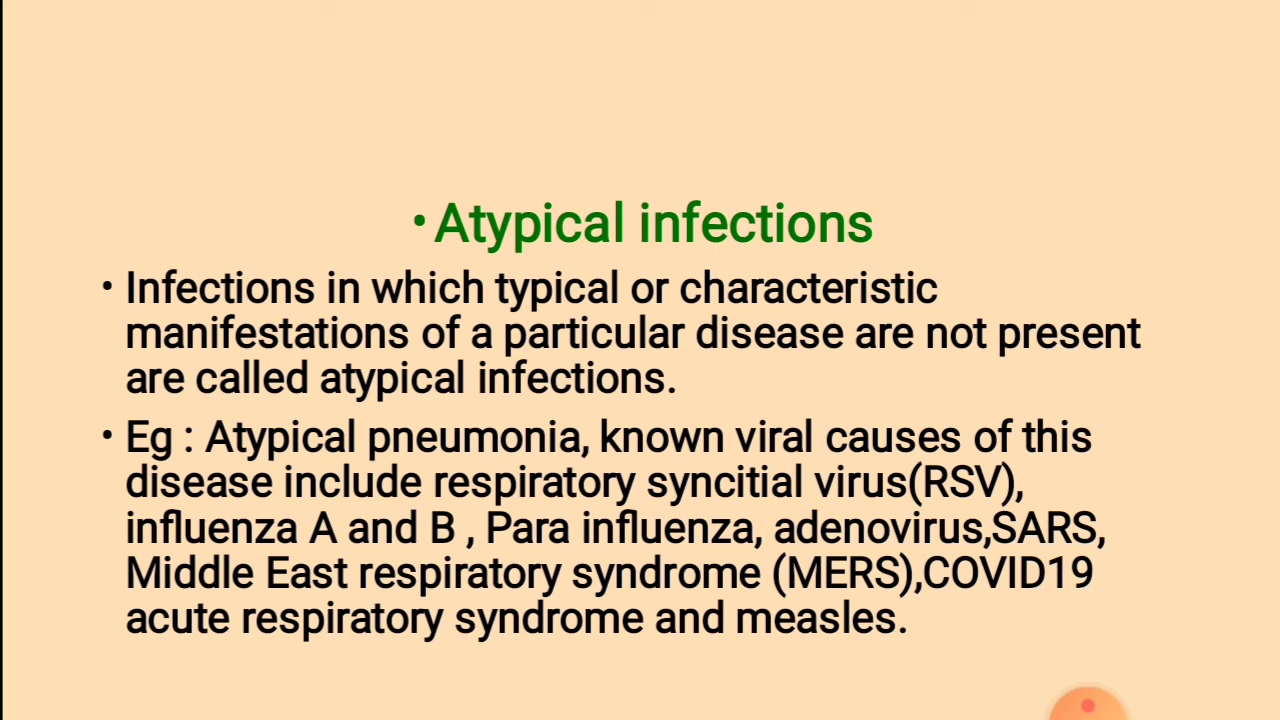 •Atypical infections
• Infections in which typical or characteristic
manifestations of a particular disease are not present
are called atypical infections.
• Eg : Atypical pneumonia, known viral causes of this
disease include respiratory syncitial virus(RSV),
influenza A and B , Para influenza, adenovirus,SARS,
Middle East respiratory syndrome (MERS),COVID19
acute respiratory syndrome and measles.